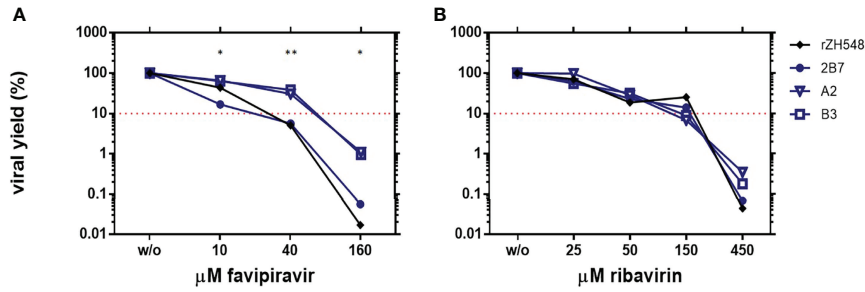 A
B
viral yield (%)
1000
100
10
1
0.1
0.01
* ** *
w/o 10 40 160
μM favipiravir
1000
100
10
1
0.1
0.01
w/o 25 50 150 450
μM ribavirin
rZH548
2B7
A2
B3